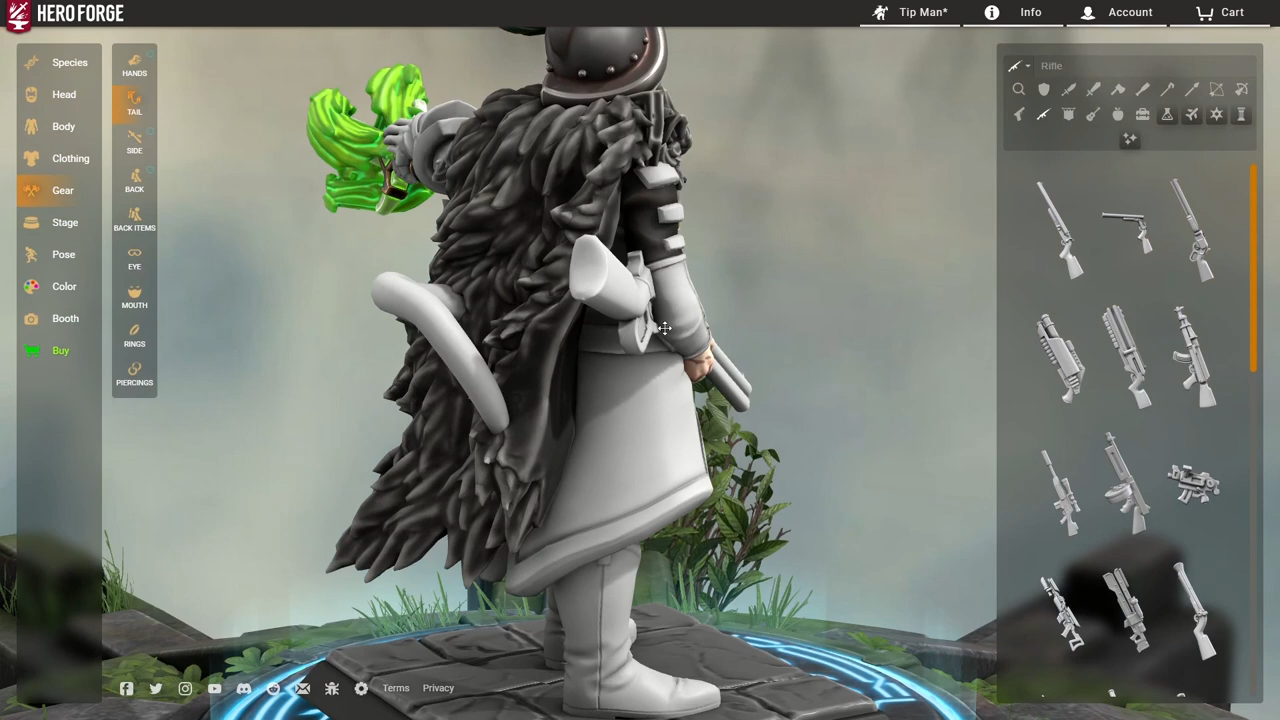 HERO FORGE
Tip Man*
Info
Account
Cart
Species
Head
Body
Clothing
Gear
Stage
Pose
Color
Booth
Buy
HANDS
TAIL
SIDE
BACK
BACK ITEMS
EYE
MOUTH
RINGS
PIERCINGS
Rifle
Terms
Privacy